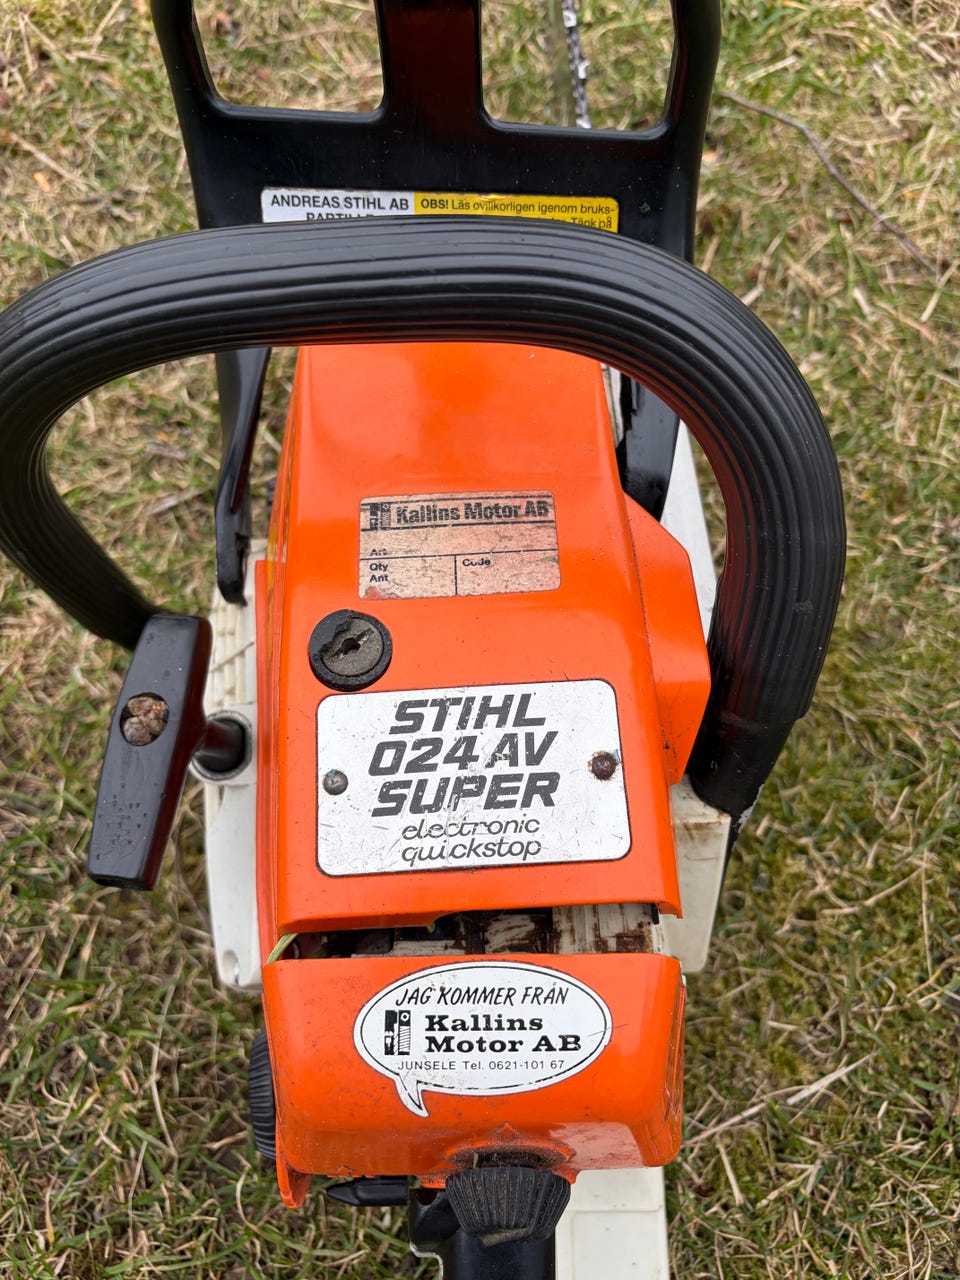 ANDREAS STIHL AB
PARTILLE
OBS! Läs ovillkorligen igenom bruks-
Tänk på
Kallins Motor AB
Art
Qty
Ant
Code
STIHL
024 AV
SUPER
electronic
quickstop
JAG KOMMER FRÅN
Kallins
Motor AB
JUNSELE Tel. 0621-101 67